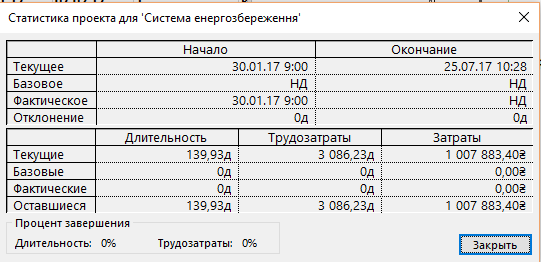 Статистика проекта для 'Система енергозбереження'
Начало Окончание
Текущее 30.01.17 9:00 25.07.17 10:28
Базовое НД НД
Фактическое 30.01.17 9:00 НД
Отклонение 0д 0д
Длительность Трудозатраты Затраты
Текущие 139,93д 3 086,23д 1 007 883,40₴
Базовые 0д 0д 0,00₴
Фактические 0д 0д 0,00₴
Оставшиеся 139,93д 3 086,23д 1 007 883,40₴
Процент завершения
Длительность: 0% Трудозатраты: 0%
Закрыть